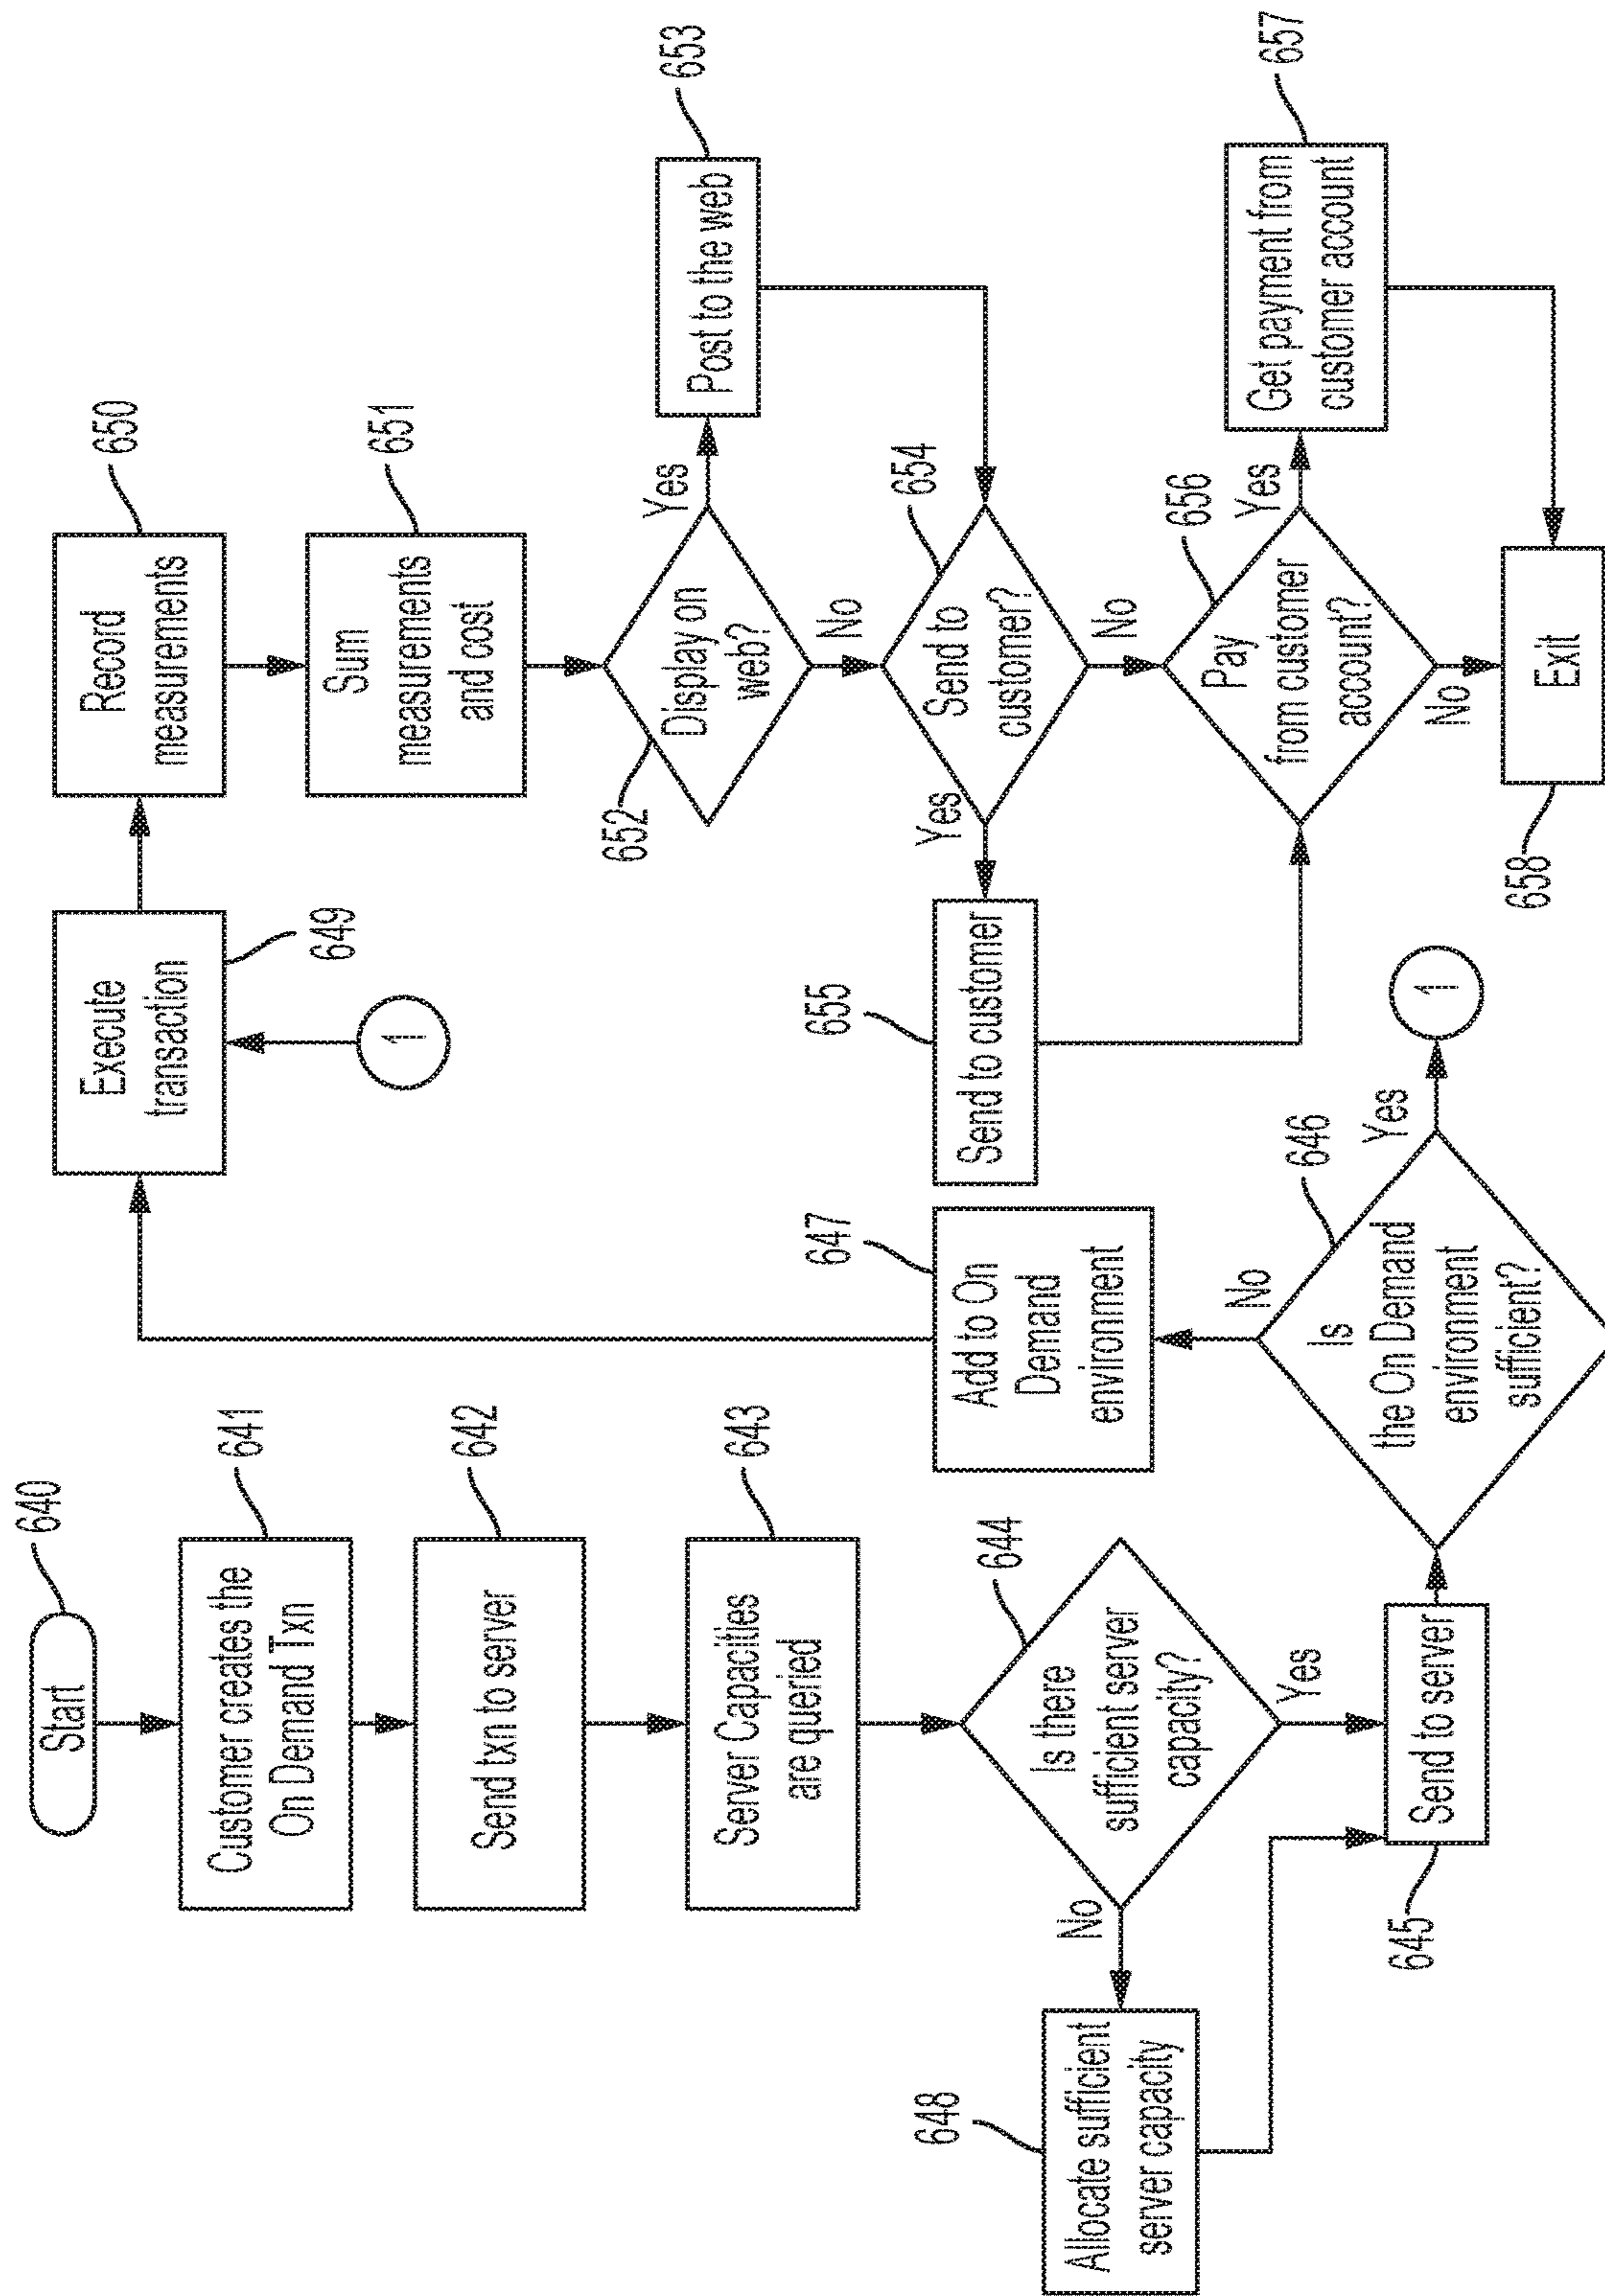 640
Start
641
Customer creates the
On Demand Txn
642
Send txn to server
643
Server Capacities
are queried
644
Is there
sufficient server
capacity?
No
Yes
648
Allocate sufficient
server capacity
645
Send to server
646
Is
the On Demand
environment
sufficient?
No
Yes
1
647
Add to On
Demand
environment
Execute
transaction
649
1
650
Record
measurements
651
Sum
measurements
and cost
652
Display on
web?
Yes
No
653
Post to the web
654
Send to
customer?
Yes
No
655
Send to customer
656
Pay
from customer
account?
Yes
No
657
Get payment from
customer account
658
Exit